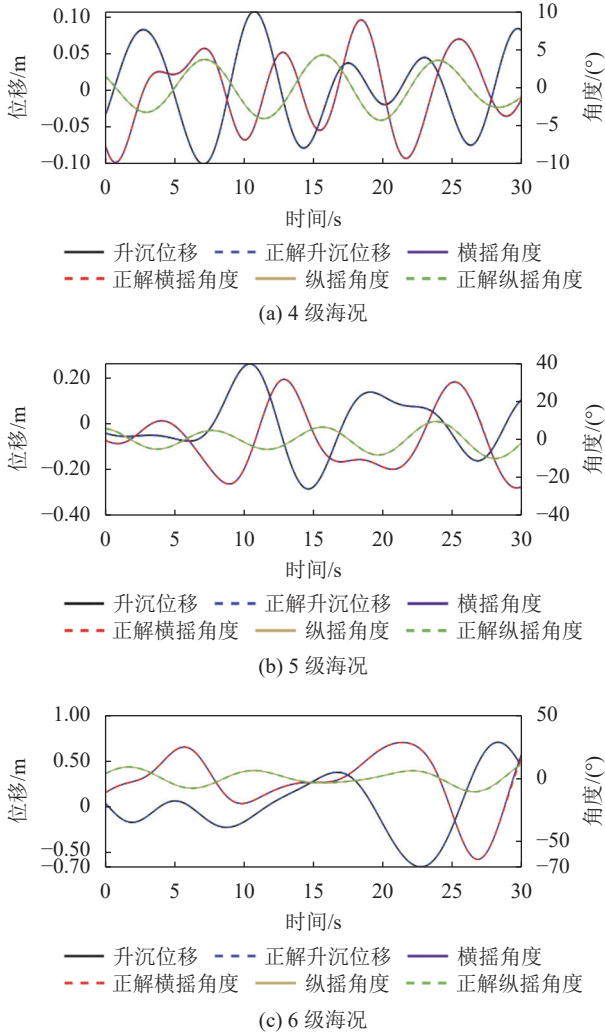 0.10
0.05
0
−0.05
−0.10
位移/m
10
5
0
−5
−10
角度/(°)
0 5 10 15 20 25 30
时间/s
升沉位移 正解升沉位移 横摇角度
正解横摇角度 纵摇角度 正解纵摇角度
(a) 4 级海况
0.20
0
−0.20
−0.40
位移/m
40
20
0
−20
−40
角度/(°)
0 5 10 15 20 25 30
时间/s
升沉位移 正解升沉位移 横摇角度
正解横摇角度 纵摇角度 正解纵摇角度
(b) 5 级海况
1.00
0.50
0
−0.50
−0.70
位移/m
50
0
−50
−70
角度/(°)
0 5 10 15 20 25 30
时间/s
升沉位移 正解升沉位移 横摇角度
正解横摇角度 纵摇角度 正解纵摇角度
(c) 6 级海况